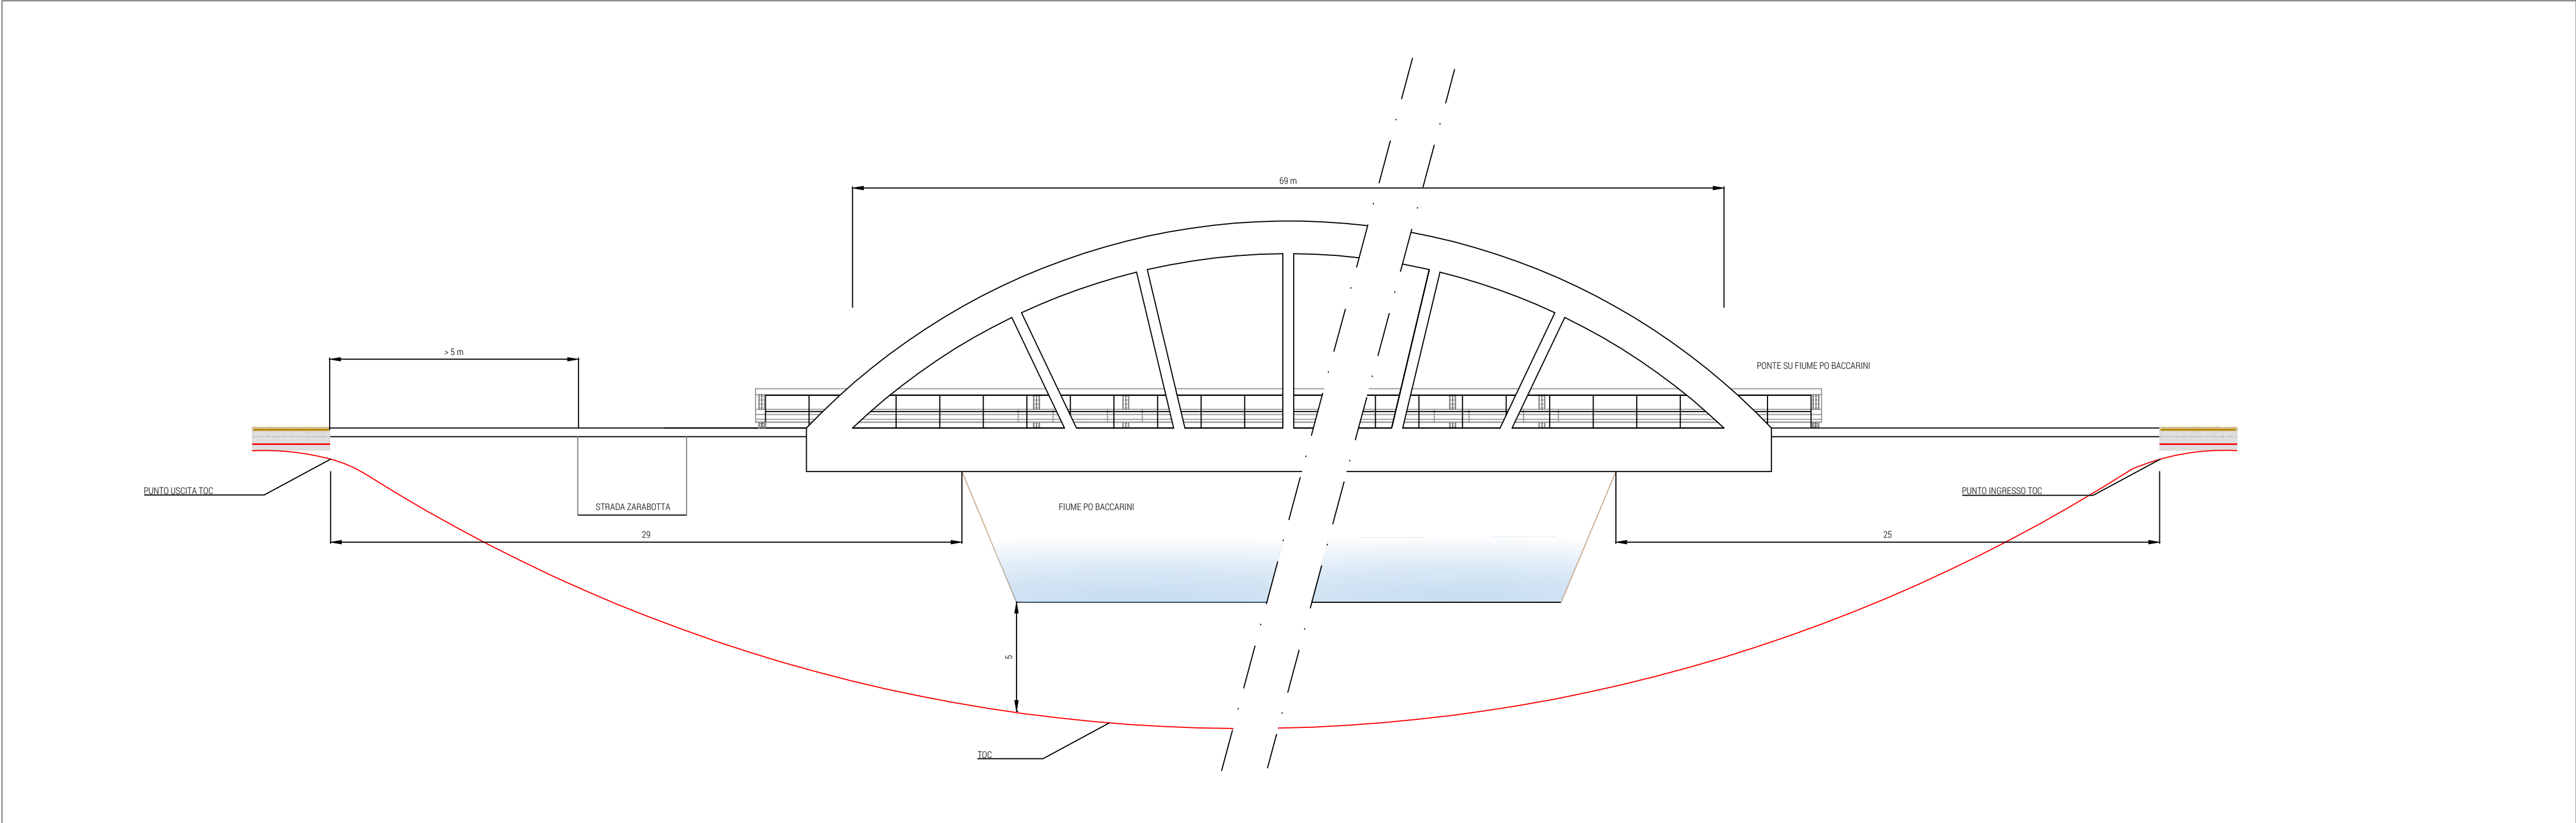 69 m
> 5 m
PONTE SU FIUME PO BACCARINI
PUNTO USCITA TOC
PUNTO INGRESSO TOC
STRADA ZARABOTTA
FIUME PO BACCARINI
29
25
5
TOC